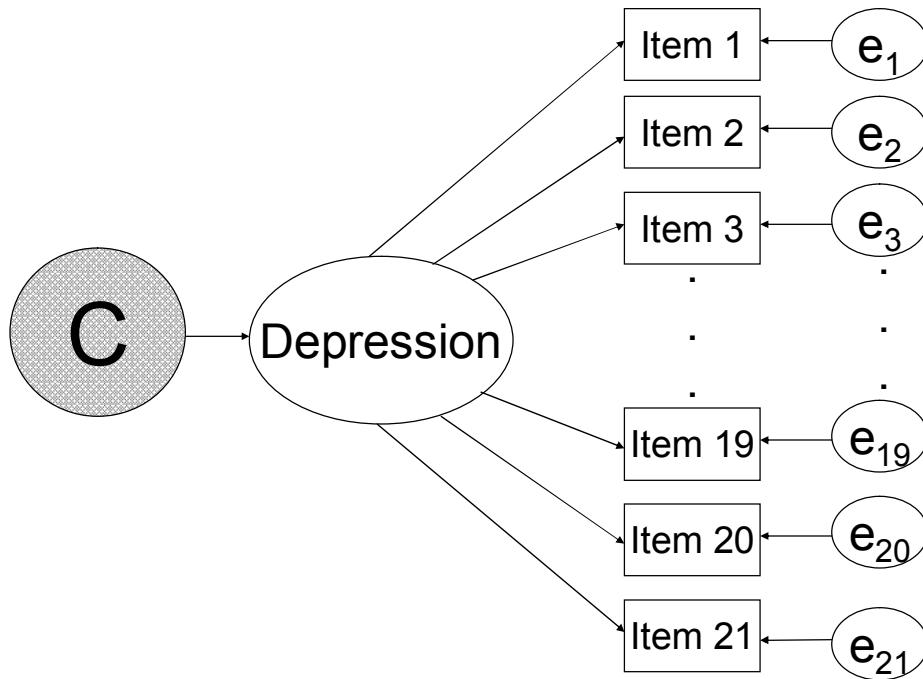 Item 1
e₁
Item 2
e₂
Item 3
e₃
C
Depression
Item 19
e₁₉
Item 20
e₂₀
Item 21
e₂₁